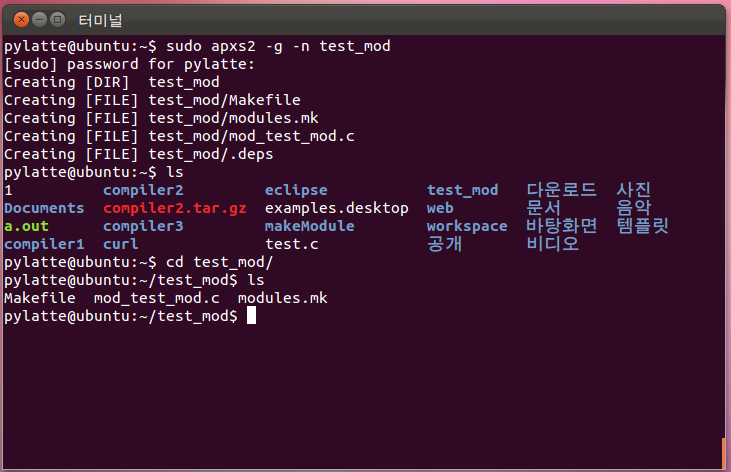 터미널
pylatte@ubuntu:~$ sudo apxs2 -g -n test_mod
[sudo] password for pylatte:
Creating [DIR]  test_mod
Creating [FILE] test_mod/Makefile
Creating [FILE] test_mod/modules.mk
Creating [FILE] test_mod/mod_test_mod.c
Creating [FILE] test_mod/.deps
pylatte@ubuntu:~$ ls
1          compiler2         eclipse           test_mod   다운로드  사진
Documents  compiler2.tar.gz  examples.desktop  web        문서      음악
a.out      compiler3         makeModule        workspace  바탕화면  템플릿
compiler1  curl              test.c            공개       비디오
pylatte@ubuntu:~$ cd test_mod/
pylatte@ubuntu:~/test_mod$ ls
Makefile  mod_test_mod.c  modules.mk
pylatte@ubuntu:~/test_mod$